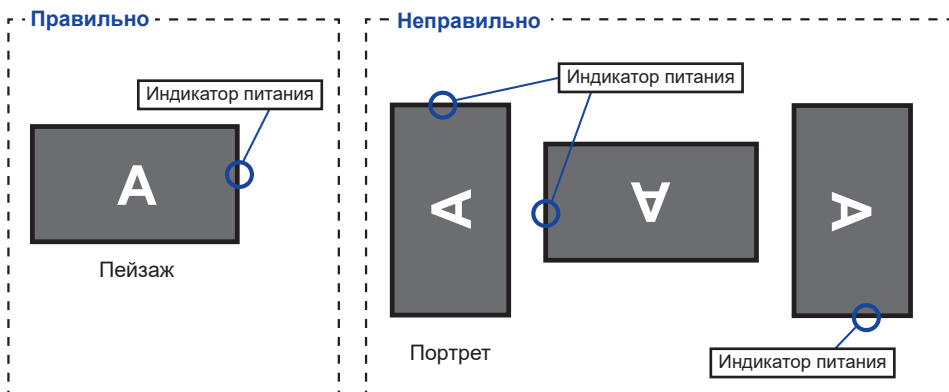 Правильно
Индикатор питания
A
Пейзаж
Неправильно
Индикатор питания
A
A
A
Портрет
Индикатор питания